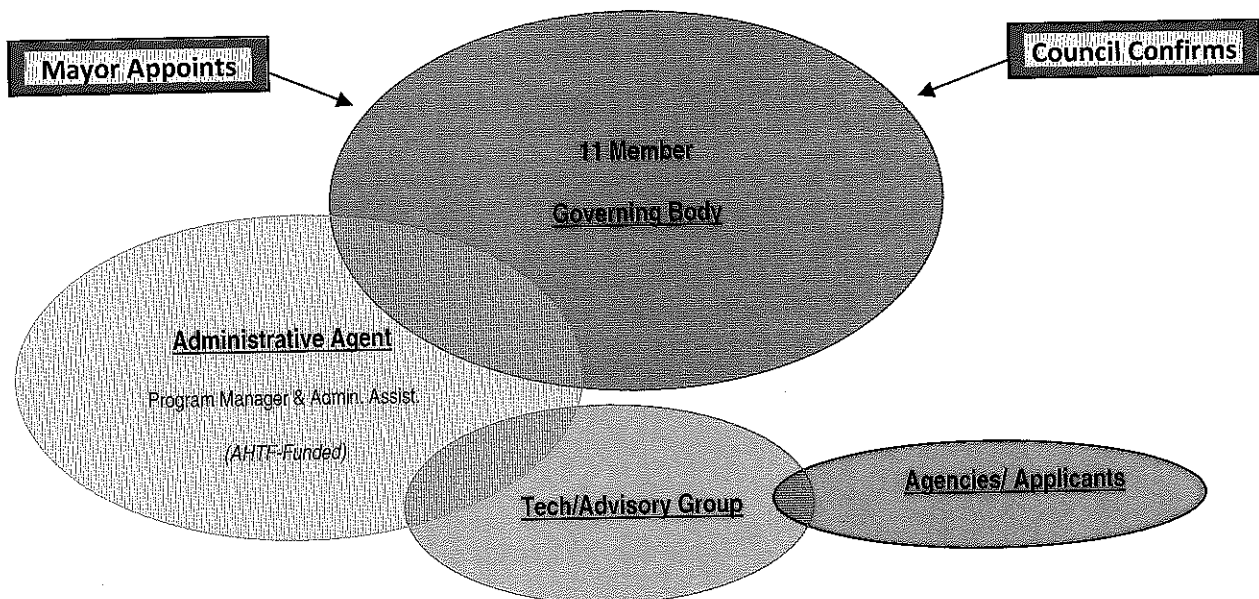 Mayor Appoints
Council Confirms
11 Member
Governing Body
Administrative Agent
Program Manager & Admin. Assist.
(AHTF-Funded)
Tech/Advisory Group
Agencies/ Applicants